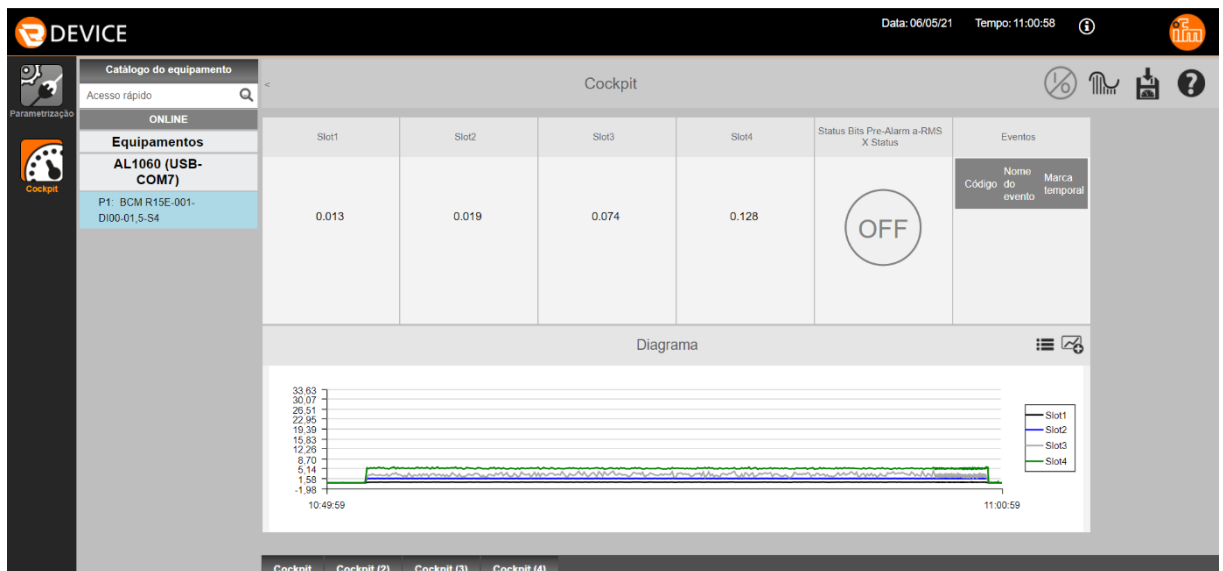 DEVICE
Data: 06/05/21
Tempo: 11:00:58
ifm
Parametrização
Cockpit
Catálogo do equipamento
Acesso rápido
ONLINE
Equipamentos
AL1060 (USB-
COM7)
P1: BCM R15E-001-
DI00-01,5-S4
<
Cockpit
Slot1
Slot2
Slot3
Slot4
Status Bits Pre-Alarm a-RMS
X Status
Eventos
0.013
0.019
0.074
0.128
OFF
Código
Nome
do
evento
Marca
temporal
Diagrama
33,63
30,07
26,51
22,95
19,39
15,83
12,26
8,70
5,14
1,58
-1,98
10:49:59
11:00:59
Slot1
Slot2
Slot3
Slot4
Cockpit
Cockpit (2)
Cockpit (3)
Cockpit (4)